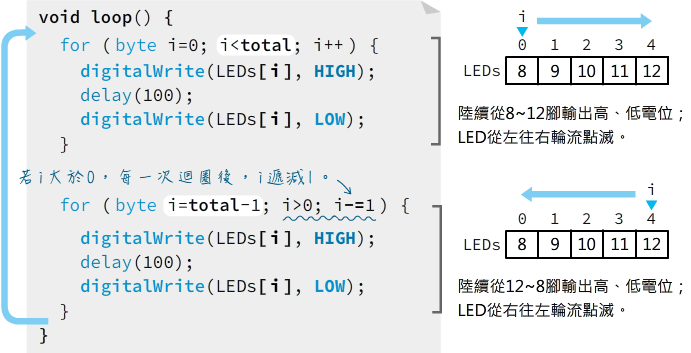 void loop() {
for (byte i=0; i<total; i++) {
digitalWrite(LEDs[i], HIGH);
delay(100);
digitalWrite(LEDs[i], LOW);
}
若i大於0，每一次迴圈後，i遞減1。
for (byte i=total-1; i>0; i-=1) {
digitalWrite(LEDs[i], HIGH);
delay(100);
digitalWrite(LEDs[i], LOW);
}
}
i
0 1 2 3 4
LEDs 8 9 10 11 12
陸續從8~12腳輸出高、低電位；
LED從左往右輪流點滅。
i
0 1 2 3 4
LEDs 8 9 10 11 12
陸續從12~8腳輸出高、低電位；
LED從右往左輪流點滅。